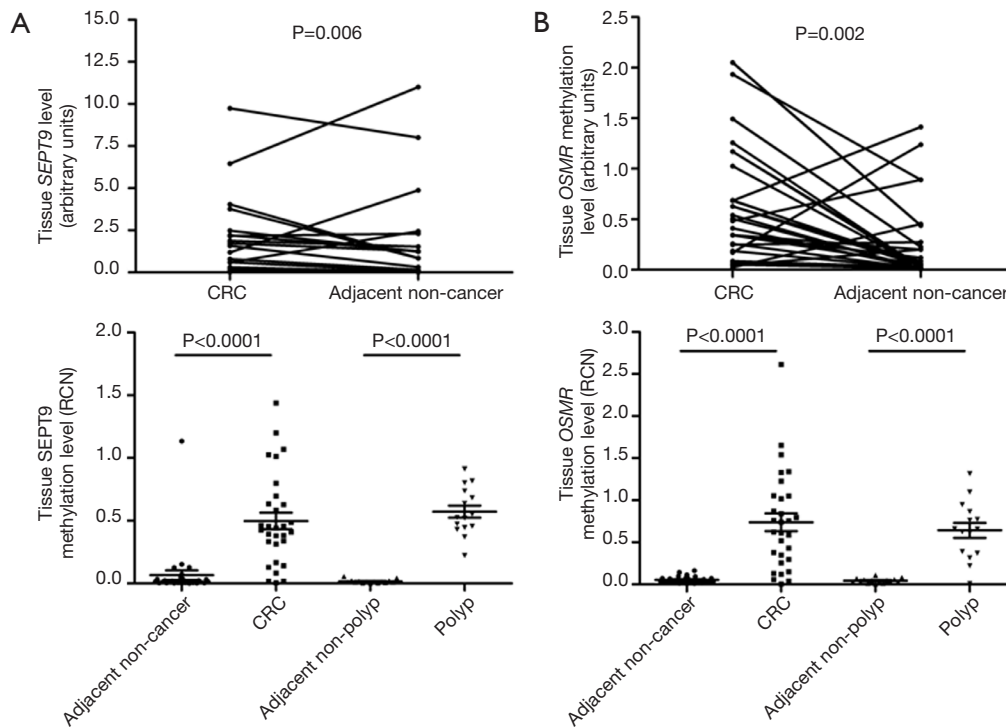 A
P=0.006
Tissue SEPT9 level
(arbitrary units)
15.0
12.5
10.0
7.5
5.0
2.5
0.0
CRC
Adjacent non-cancer
B
P=0.002
Tissue OSMR methylation
level (arbitrary units)
2.5
2.0
1.5
1.0
0.5
0.0
CRC
Adjacent non-cancer
P<0.0001
P<0.0001
Tissue SEPT9
methylation level (RCN)
2.0
1.5
1.0
0.5
0.0
Adjacent non-cancer
CRC
Adjacent non-polyp
Polyp
P<0.0001
P<0.0001
Tissue OSMR
methylation level (RCN)
3.0
2.5
2.0
1.5
1.0
0.5
0.0
Adjacent non-cancer
CRC
Adjacent non-polyp
Polyp